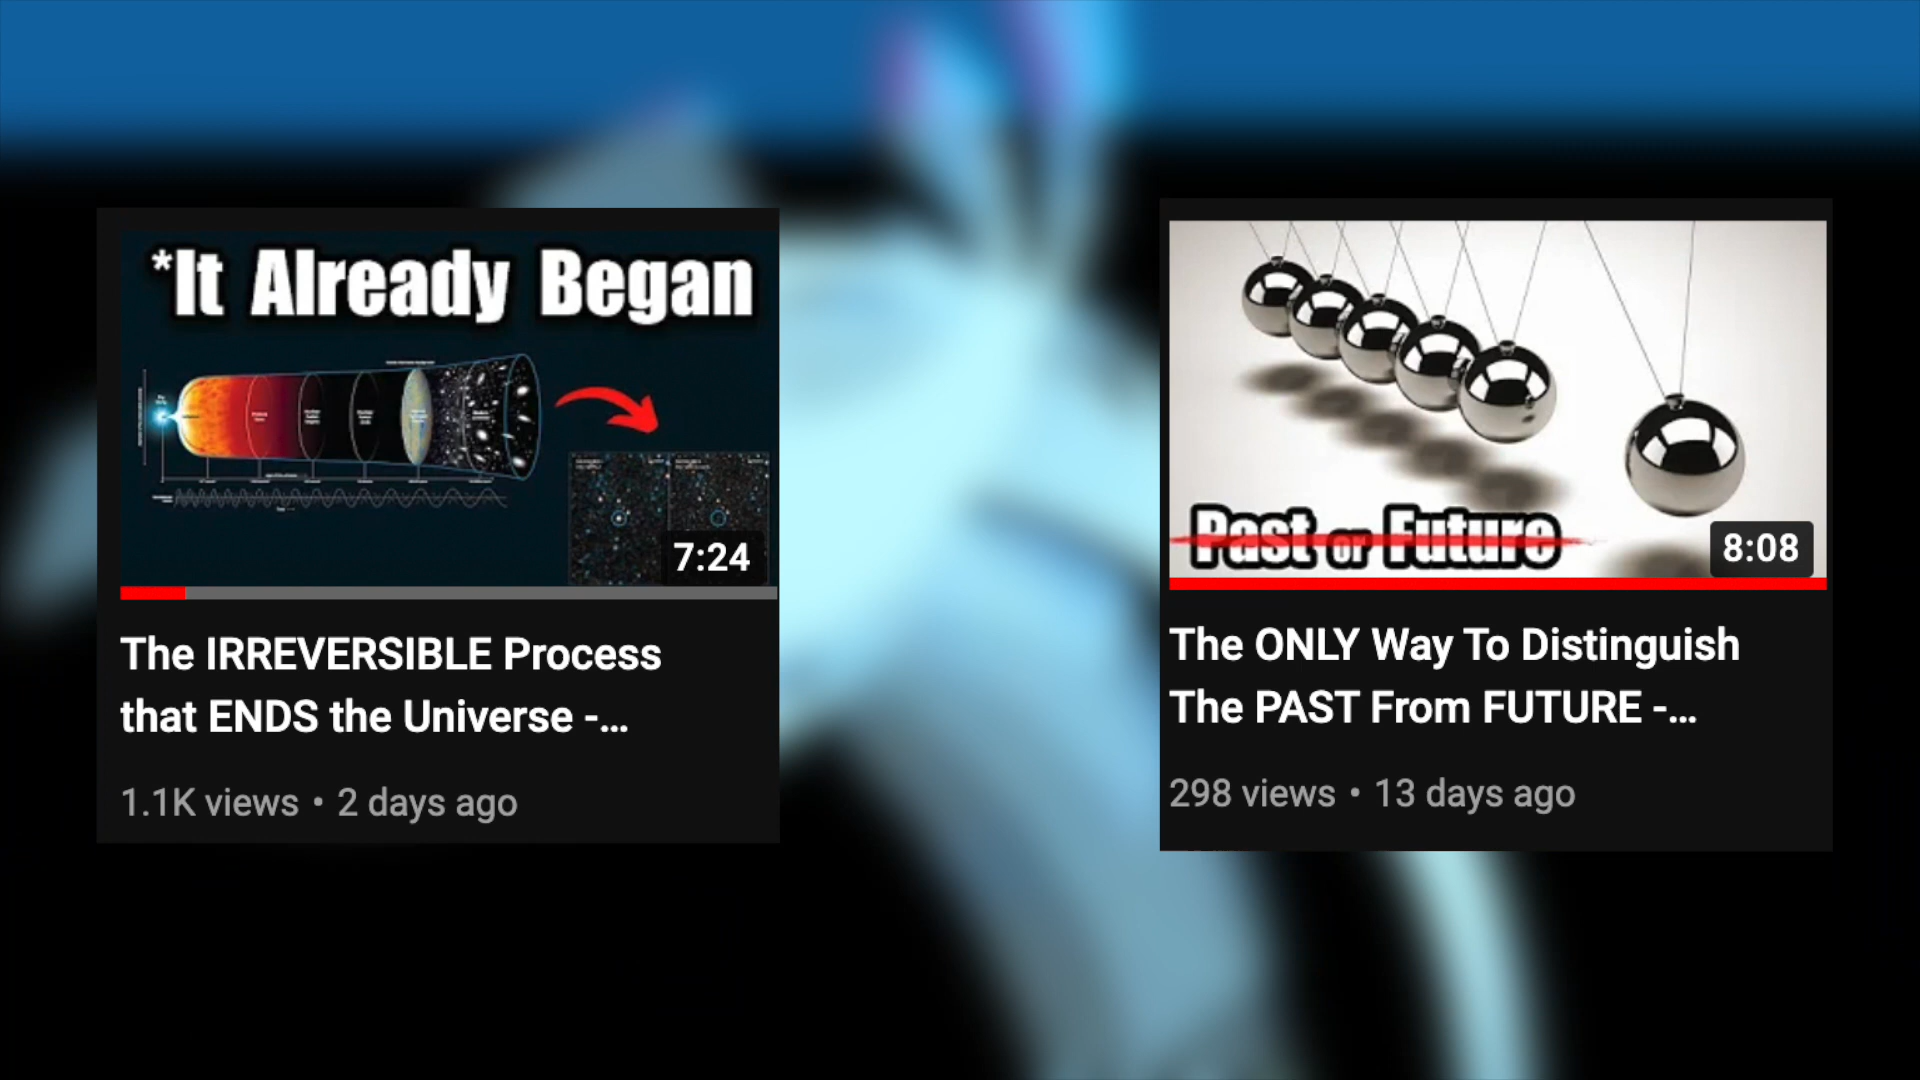 *It Already Began
7:24
The IRREVERSIBLE Process
that ENDS the Universe -...
1.1K views • 2 days ago
Past or Future
8:08
The ONLY Way To Distinguish
The PAST From FUTURE -...
298 views • 13 days ago